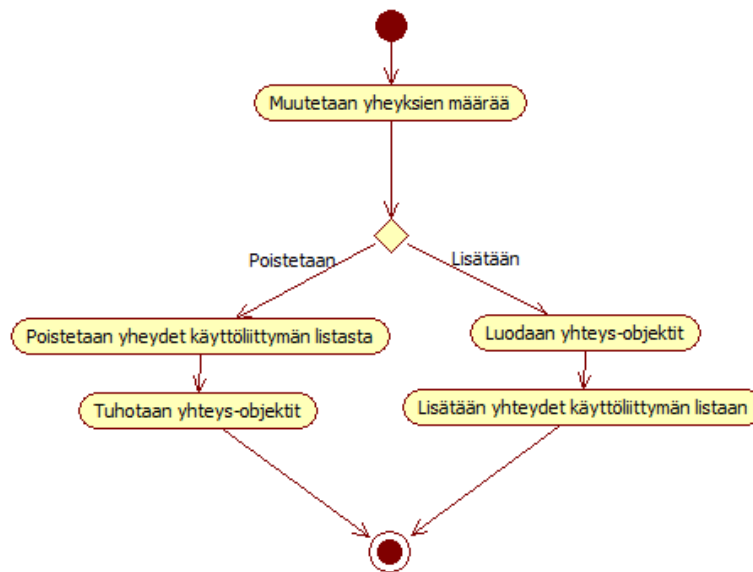 Muutetaan yheyksien määrää
Poistetaan
Lisätään
Poistetaan yheydet käyttöliittymän listasta
Luodaan yhteys-objektit
Tuhotaan yhteys-objektit
Lisätään yhteydet käyttöliittymän listaan